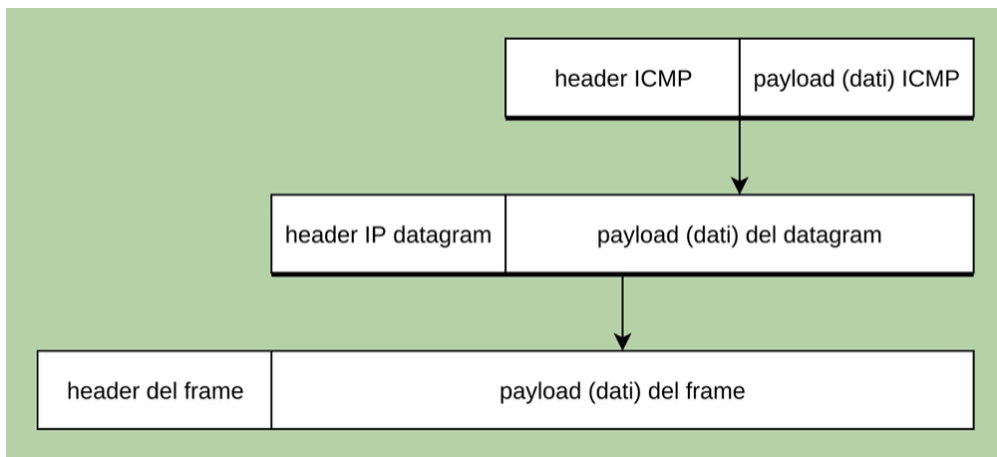 header ICMP
payload (dati) ICMP
header IP datagram
payload (dati) del datagram
header del frame
payload (dati) del frame